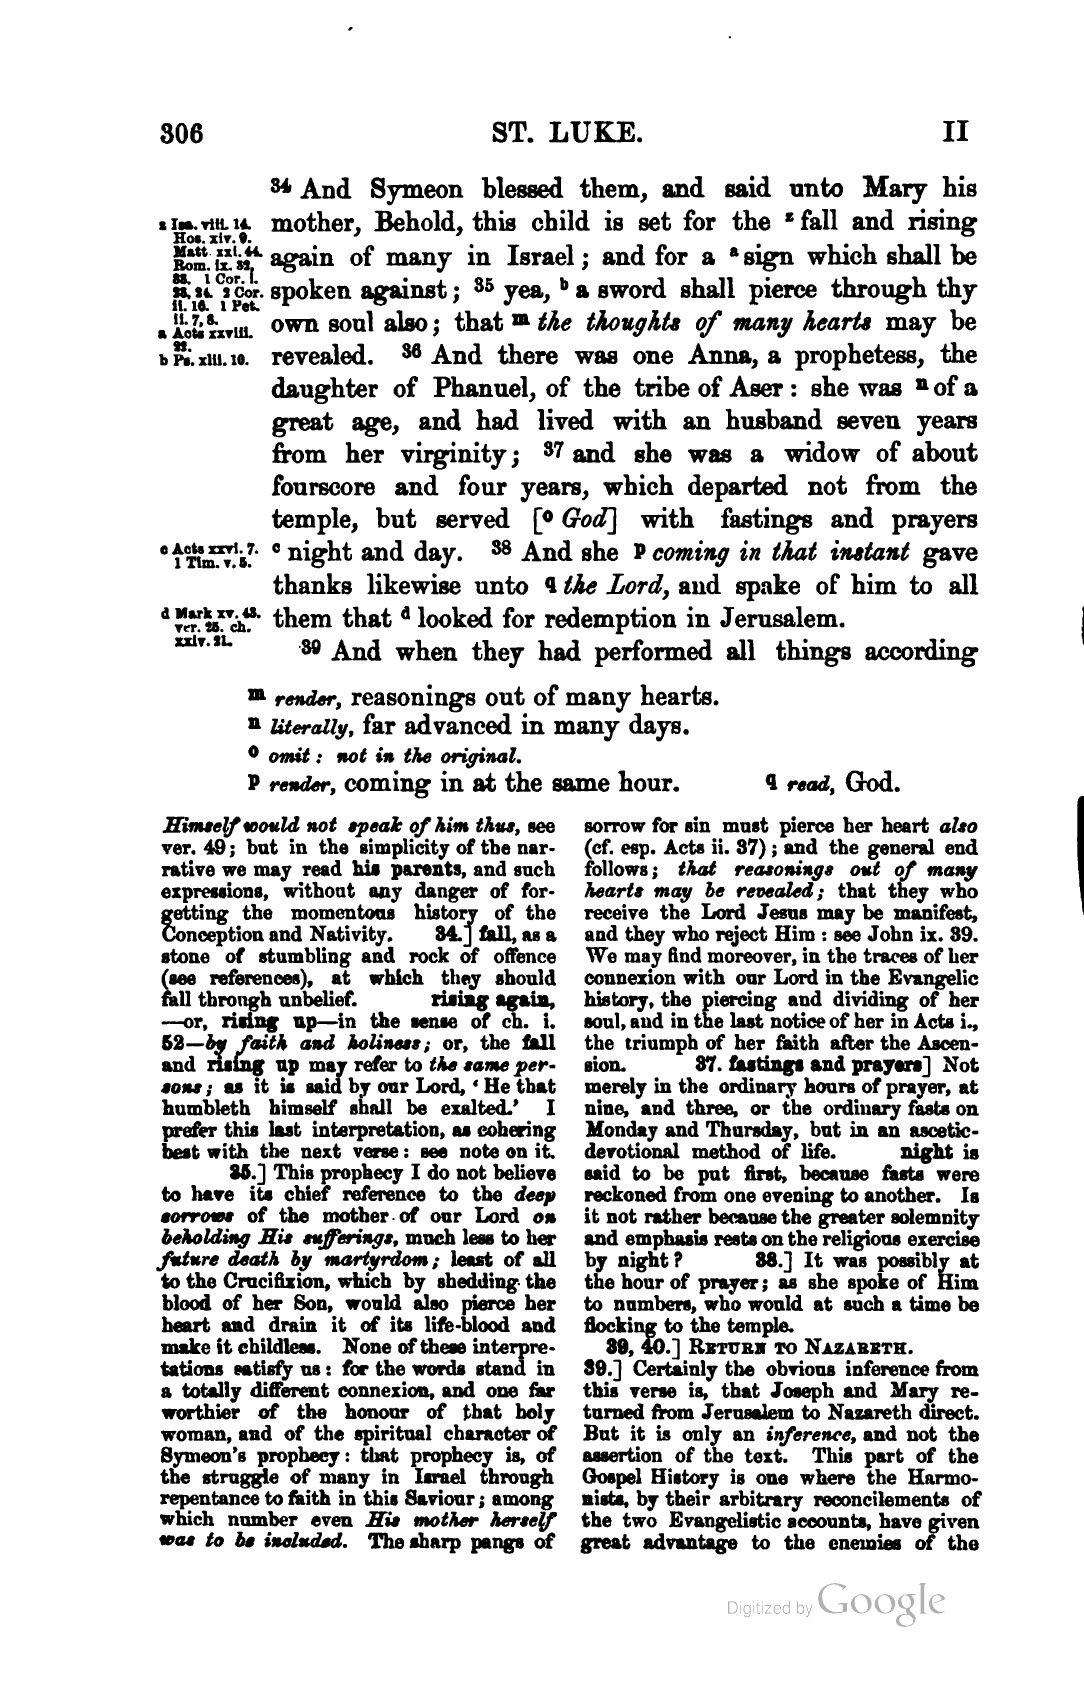 306 ST. LUKE. II
34 And Symeon blessed them, and said unto Mary his
mother, Behold, this child is set for the z fall and rising
again of many in Israel; and for a a sign which shall be
spoken against; 35 yea, b a sword shall pierce through thy
own soul also; that m the thoughts of many hearts may be
revealed. 36 And there was one Anna, a prophetess, the
daughter of Phanuel, of the tribe of Aser: she was n of a
great age, and had lived with an husband seven years
from her virginity; 37 and she was a widow of about
fourscore and four years, which departed not from the
temple, but served [o God] with fastings and prayers
c night and day. 38 And she p coming in that instant gave
thanks likewise unto q the Lord, and spake of him to all
them that d looked for redemption in Jerusalem.
39 And when they had performed all things according
z Isa. viii. 14.
Hos. xiv. 9.
Matt. xxi. 44.
Rom. ix. 32,
33. 1 Cor. i.
23, 24. 2 Cor.
ii. 16. 1 Pet.
ii. 7, 8.
a Acts xxviii.
22.
b Ps. xlii. 10.
c Acts xxvi. 7.
1 Tim. v. 5.
d Mark xv. 43.
ver. 25. ch.
xxiv. 21.
m render, reasonings out of many hearts.
n literally, far advanced in many days.
o omit: not in the original.
p render, coming in at the same hour. q read, God.
Himself would not speak of him thus, see
ver. 49; but in the simplicity of the nar-
rative we may read his parents, and such
expressions, without any danger of for-
getting the momentous history of the
Conception and Nativity. 34.] fall, as a
stone of stumbling and rock of offence
(see references), at which they should
fall through unbelief. rising again,
—or, rising up—in the sense of ch. i.
52—by faith and holiness; or, the fall
and rising up may refer to the same per-
sons; as it is said by our Lord, ‘He that
humbleth himself shall be exalted.’ I
prefer this last interpretation, as cohering
best with the next verse: see note on it.
35.] This prophecy I do not believe
to have its chief reference to the deep
sorrows of the mother of our Lord on
beholding His sufferings, much less to her
future death by martyrdom; least of all
to the Crucifixion, which by shedding the
blood of her Son, would also pierce her
heart and drain it of its life-blood and
make it childless. None of these interpre-
tations satisfy us: for the words stand in
a totally different connexion, and one far
worthier of the honour of that holy
woman, and of the spiritual character of
Symeon's prophecy: that prophecy is, of
the struggle of many in Israel through
repentance to faith in this Saviour; among
which number even His mother herself
was to be included. The sharp pangs of
sorrow for sin must pierce her heart also
(cf. esp. Acts ii. 37); and the general end
follows; that reasonings out of many
hearts may be revealed; that they who
receive the Lord Jesus may be manifest,
and they who reject Him: see John ix. 39.
We may find moreover, in the traces of her
connexion with our Lord in the Evangelic
history, the piercing and dividing of her
soul, and in the last notice of her in Acts i.,
the triumph of her faith after the Ascen-
sion. 37. fastings and prayers] Not
merely in the ordinary hours of prayer, at
nine, and three, or the ordinary fasts on
Monday and Thursday, but in an ascetic-
devotional method of life. night is
said to be put first, because fasts were
reckoned from one evening to another. Is
it not rather because the greater solemnity
and emphasis rests on the religious exercise
by night? 38.] It was possibly at
the hour of prayer; as she spoke of Him
to numbers, who would at such a time be
flocking to the temple.
39, 40.] RETURN TO NAZARETH.
39.] Certainly the obvious inference from
this verse is, that Joseph and Mary re-
turned from Jerusalem to Nazareth direct.
But it is only an inference, and not the
assertion of the text. This part of the
Gospel History is one where the Harmo-
nists, by their arbitrary reconcilements of
the two Evangelistic accounts, have given
great advantage to the enemies of the
Digitized by Google